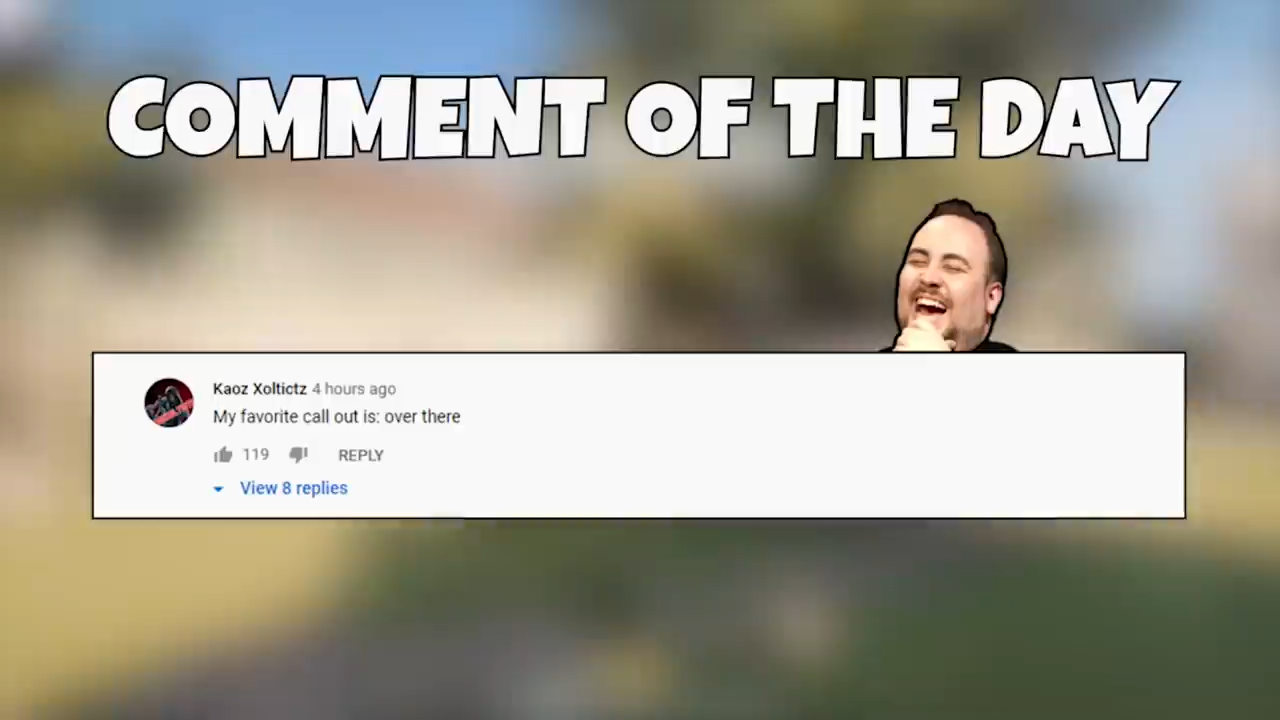 COMMENT OF THE DAY
Kaoz Xoltictz 4 hours ago
My favorite call out is: over there
119 REPLY
View 8 replies